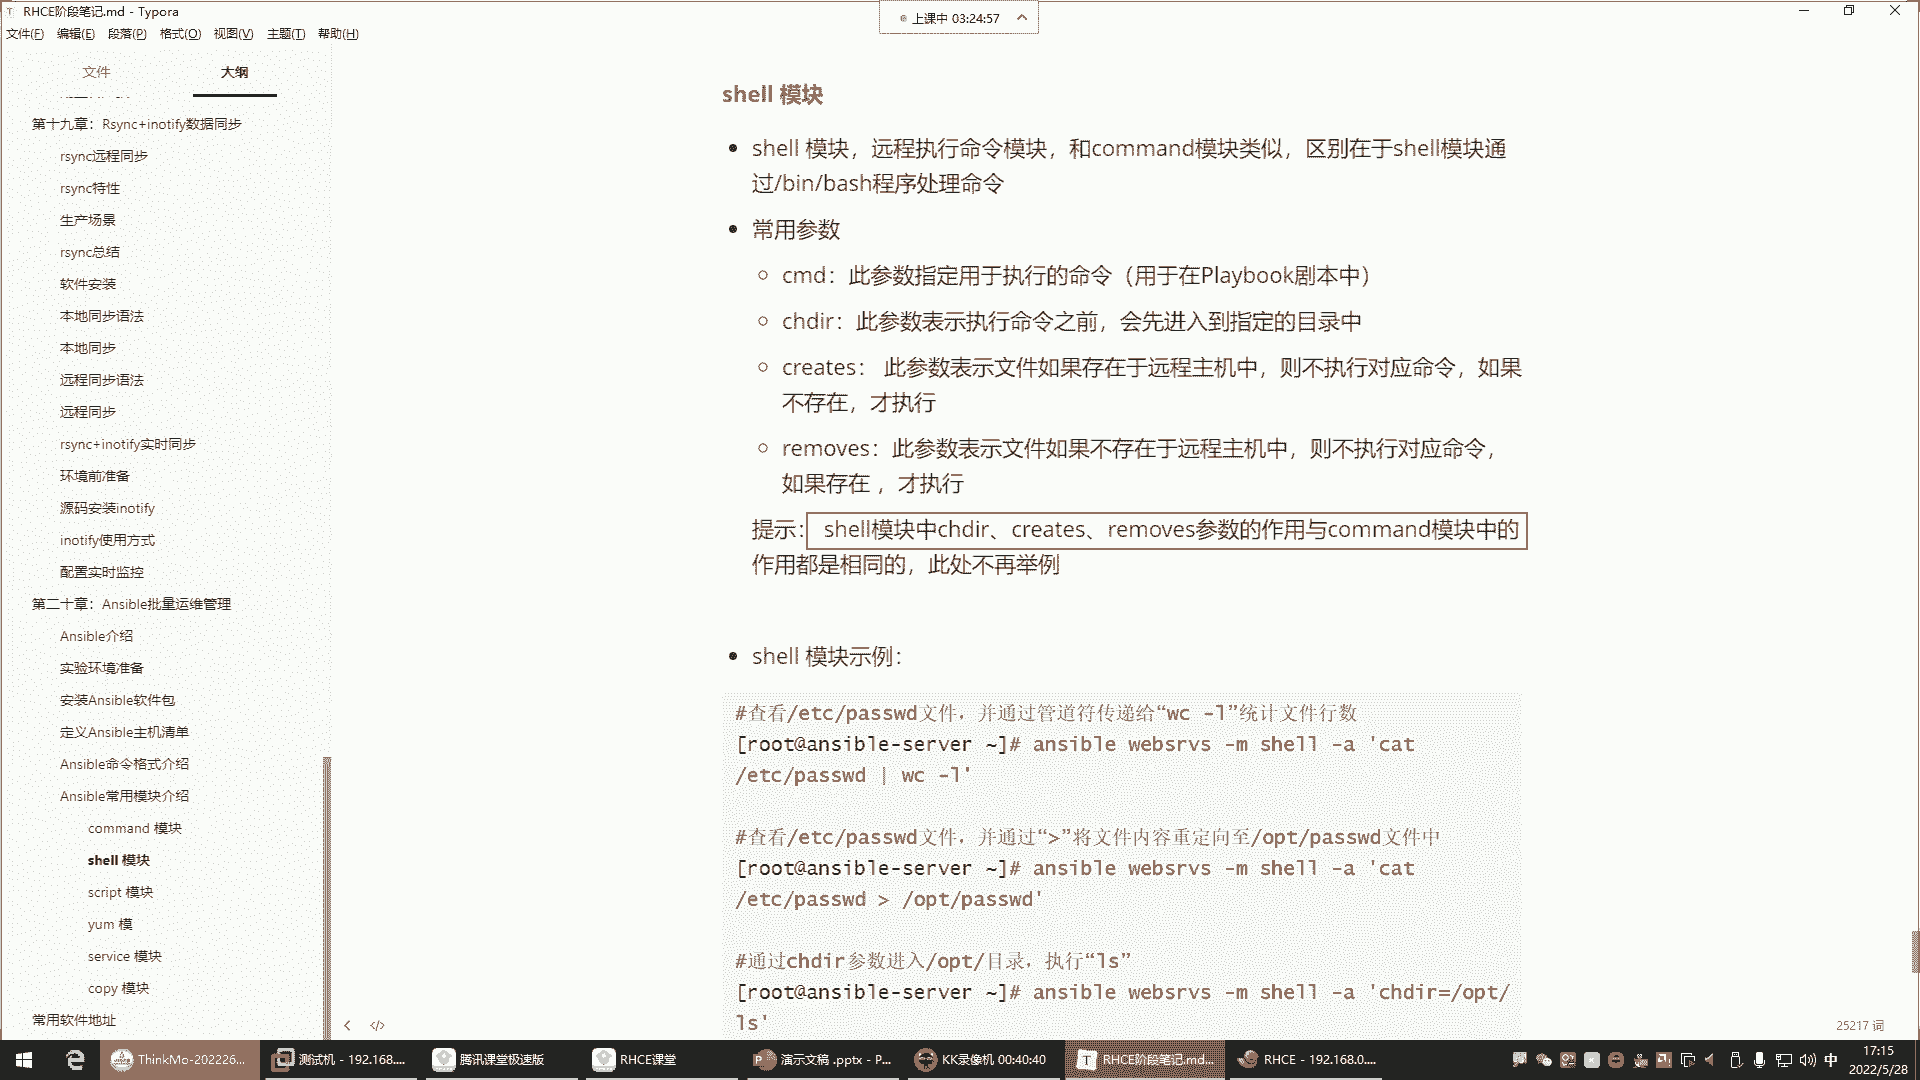 RHCE阶段笔记.md - Typora
上课中 03:24:57
文件(F) 编辑(E) 段落(P) 格式(O) 视图(V) 主题(T) 帮助(H)
文件 大纲
第十九章：Rsync+inotify数据同步
rsync远程同步
rsync特性
生产场景
rsync总结
软件安装
本地同步语法
本地同步
远程同步语法
远程同步
rsync+inotify实时同步
环境前准备
源码安装inotify
inotify使用方式
配置实时监控
第二十章：Ansible批量运维管理
Ansible介绍
实验环境准备
安装Ansible软件包
定义Ansible主机清单
Ansible命令格式介绍
Ansible常用模块介绍
command 模块
shell 模块
script 模块
yum 模
service 模块
copy 模块
常用软件地址
shell 模块
shell 模块，远程执行命令模块，和command模块类似，区别在于shell模块通
过/bin/bash程序处理命令
常用参数
cmd：此参数指定用于执行的命令（用于在Playbook剧本中）
chdir：此参数表示执行命令之前，会先进入到指定的目录中
creates： 此参数表示文件如果存在于远程主机中，则不执行对应命令，如果
不存在，才执行
removes：此参数表示文件如果不存在于远程主机中，则不执行对应命令，
如果存在 ，才执行
提示： shell模块中chdir、creates、removes参数的作用与command模块中的
作用都是相同的，此处不再举例
shell 模块示例：
#查看/etc/passwd文件，并通过管道符传递给“wc -l”统计文件行数
[root@ansible-server ~]# ansible websrvs -m shell -a 'cat
/etc/passwd | wc -l'
#查看/etc/passwd文件，并通过“>”将文件内容重定向至/opt/passwd文件中
[root@ansible-server ~]# ansible websrvs -m shell -a 'cat
/etc/passwd > /opt/passwd'
#通过chdir参数进入/opt/目录，执行“ls”
[root@ansible-server ~]# ansible websrvs -m shell -a 'chdir=/opt/
ls'
25217 词
ThinkMo-202226... 测试机 - 192.168.... 腾讯课堂极速版 RHCE课堂 演示文稿 .pptx - P... KK录像机 00:40:40 RHCE阶段笔记.md... RHCE - 192.168.0.... 中 17:15
2022/5/28